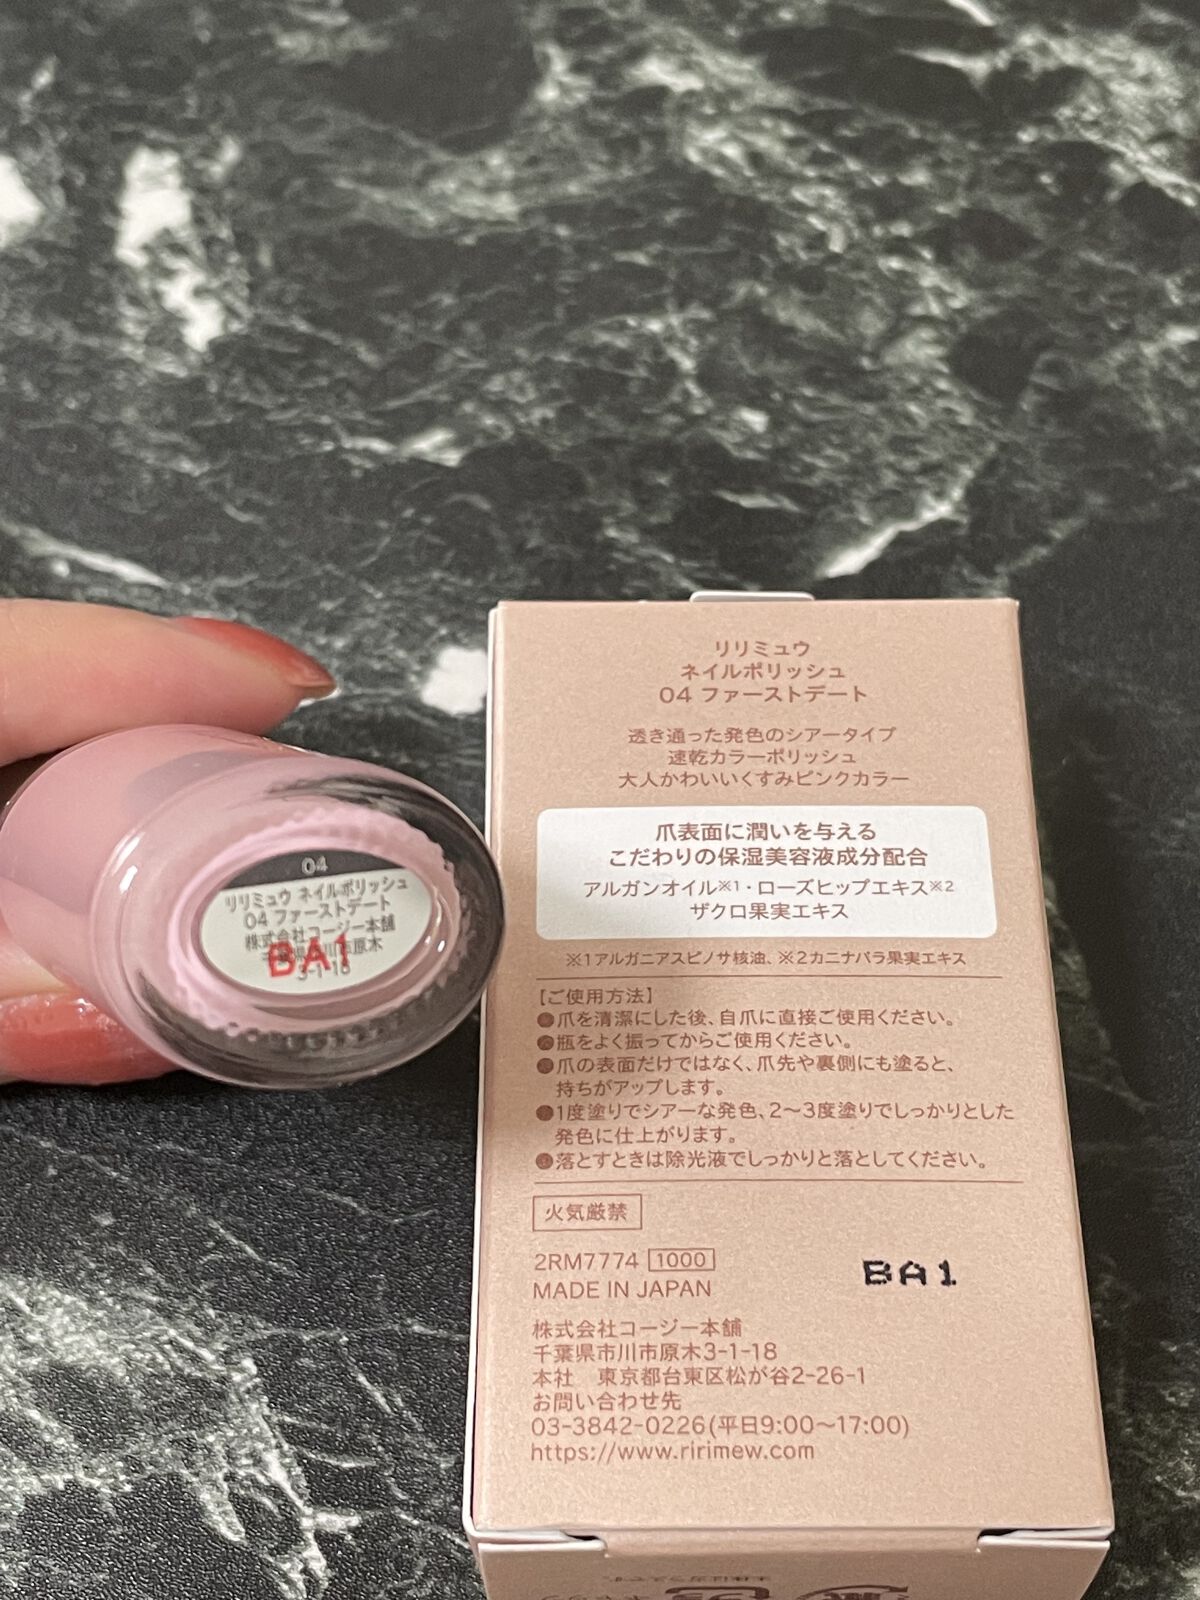 04
リリミュウ ネイルポリッシュ
04 ファーストデート
株式会社コージー本舗
千葉県市川市原木
3-1-18
BA1
リリミュウ
ネイルポリッシュ
04 ファーストデート
透き通った発色のシアータイプ
速乾カラーポリッシュ
大人かわいいくすみピンクカラー
爪表面に潤いを与える
こだわりの保湿美容液成分配合
アルガンオイル※1・ローズヒップエキス※2
ザクロ果実エキス
※1アルガニアスピノサ核油、※2カニナバラ果実エキス
【ご使用方法】
●爪を清潔にした後、自爪に直接ご使用ください。
●瓶をよく振ってからご使用ください。
●爪の表面だけではなく、爪先や裏側にも塗ると、
持ちがアップします。
●1度塗りでシアーな発色、2～3度塗りでしっかりとした
発色に仕上がります。
●落とすときは除光液でしっかりと落としてください。
火気厳禁
2RM7774 1000
MADE IN JAPAN
BA1
株式会社コージー本舗
千葉県市川市原木3-1-18
本社 東京都台東区松が谷2-26-1
お問い合わせ先
03-3842-0226(平日9:00～17:00)
https://www.ririmew.com